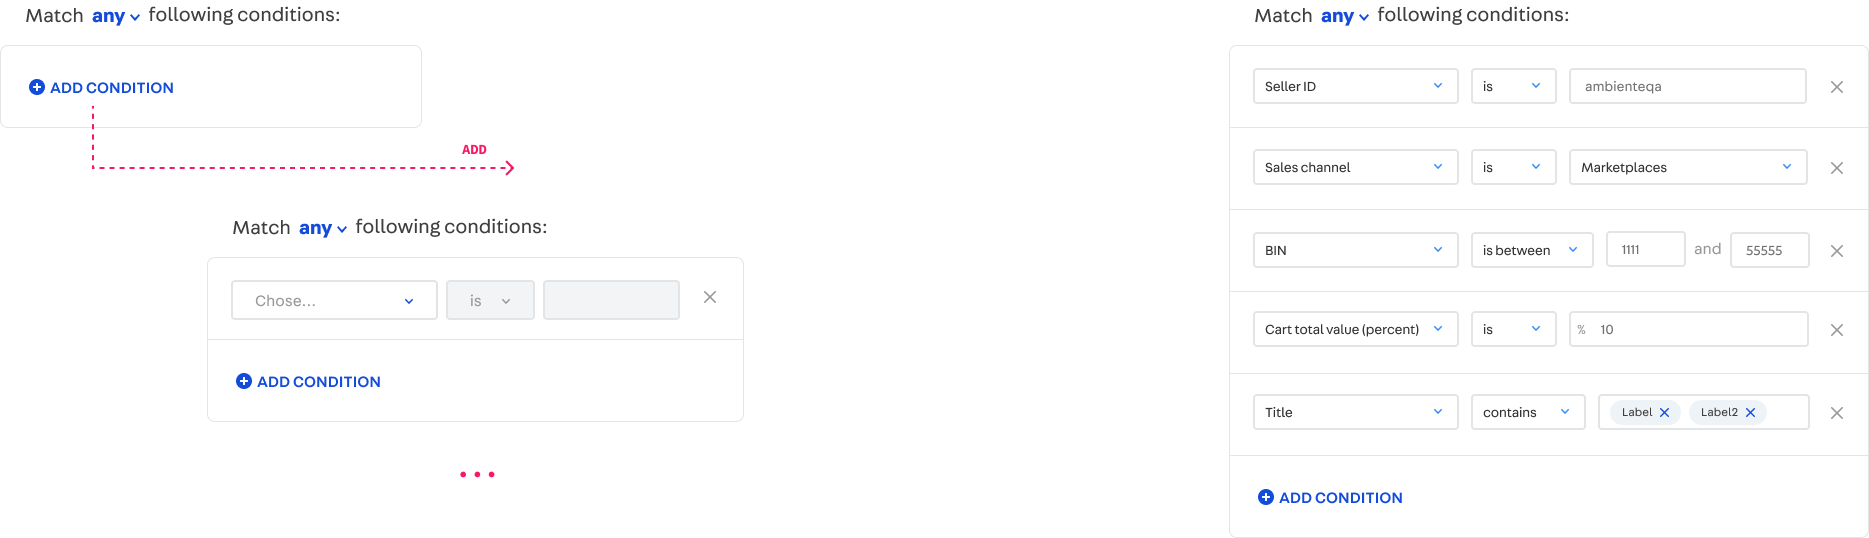 Match any following conditions:
ADD CONDITION
ADD
Match any following conditions:
Chose... is
ADD CONDITION
Match any following conditions:
Seller ID is ambienteqa
Sales channel is Marketplaces
BIN is between 1111 and 55555
Cart total value (percent) is % 10
Title contains Label Label2
ADD CONDITION